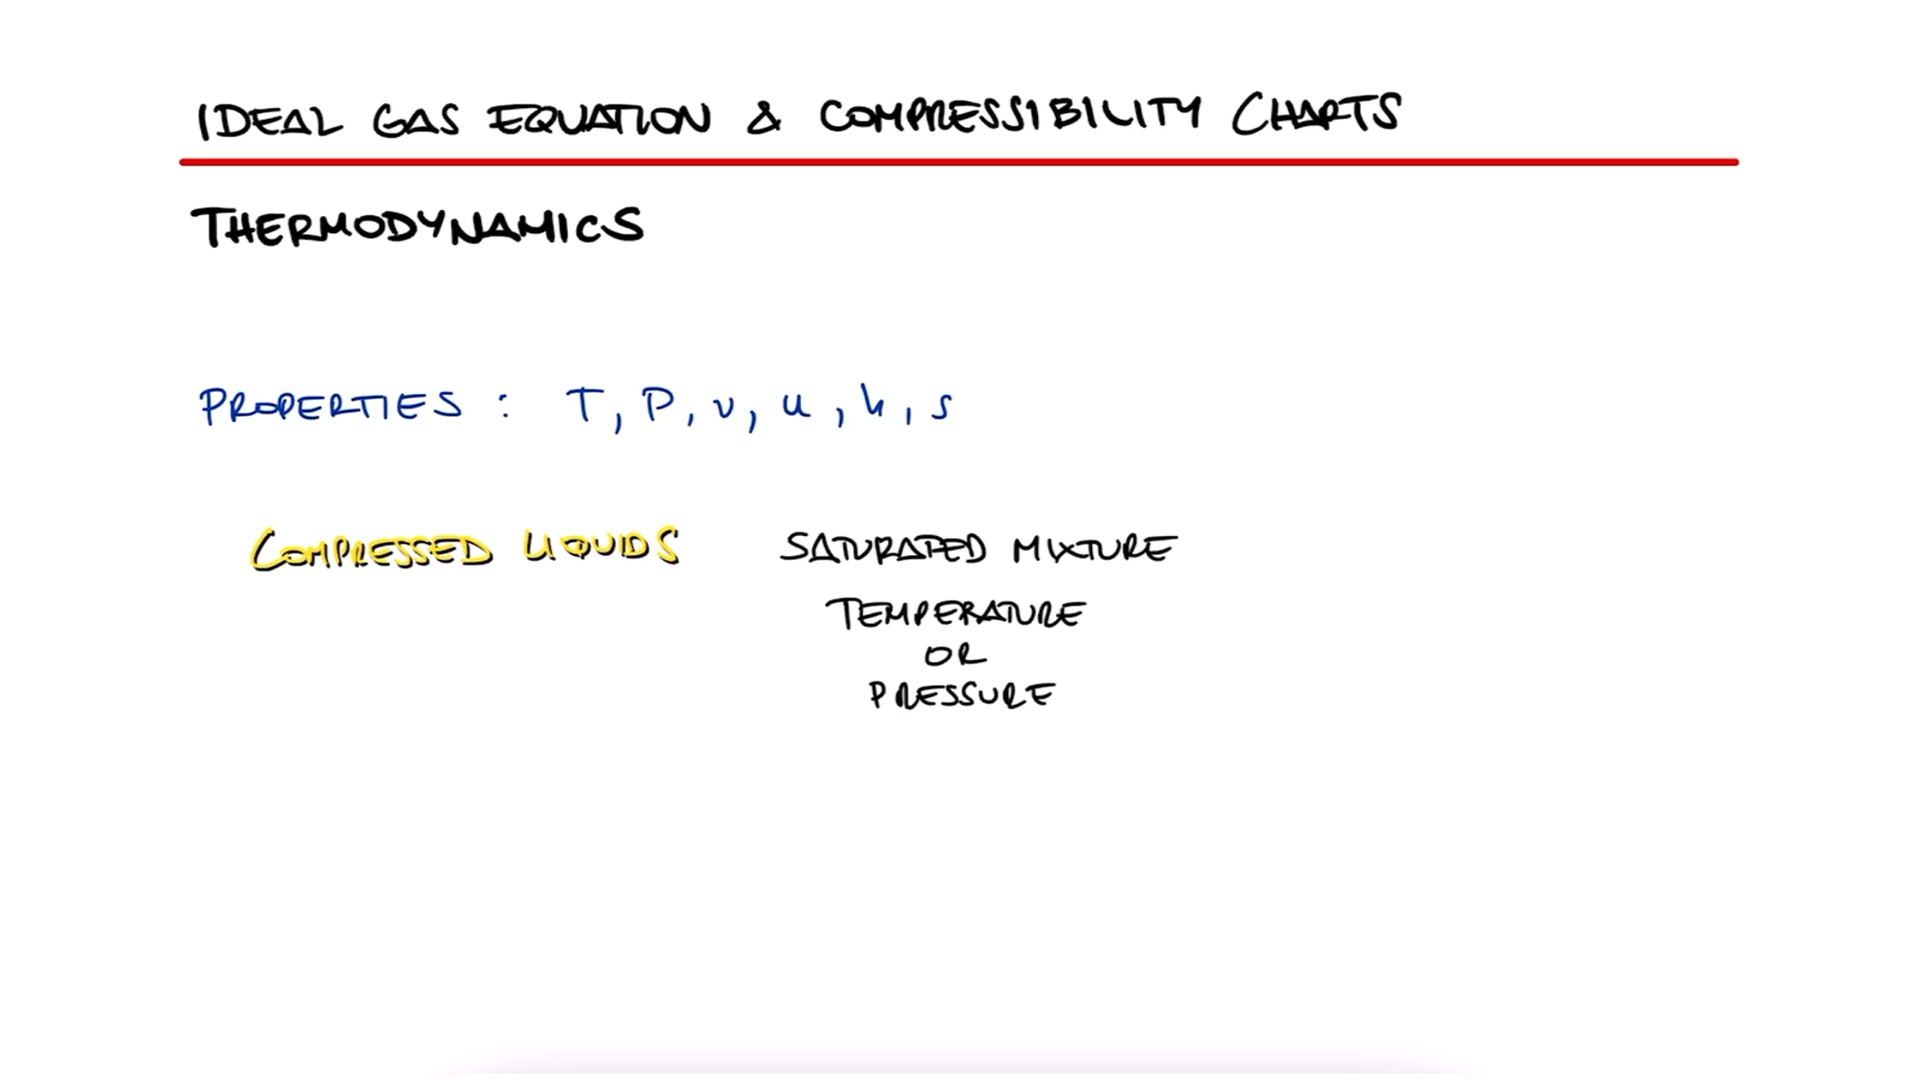 IDEAL GAS EQUATION & COMPRESSIBILITY CHARTS
THERMODYNAMICS
PROPERTIES : T, P, v, u, h, s
COMPRESSED LIQUIDS SATURATED MIXTURE
TEMPERATURE
OR
PRESSURE